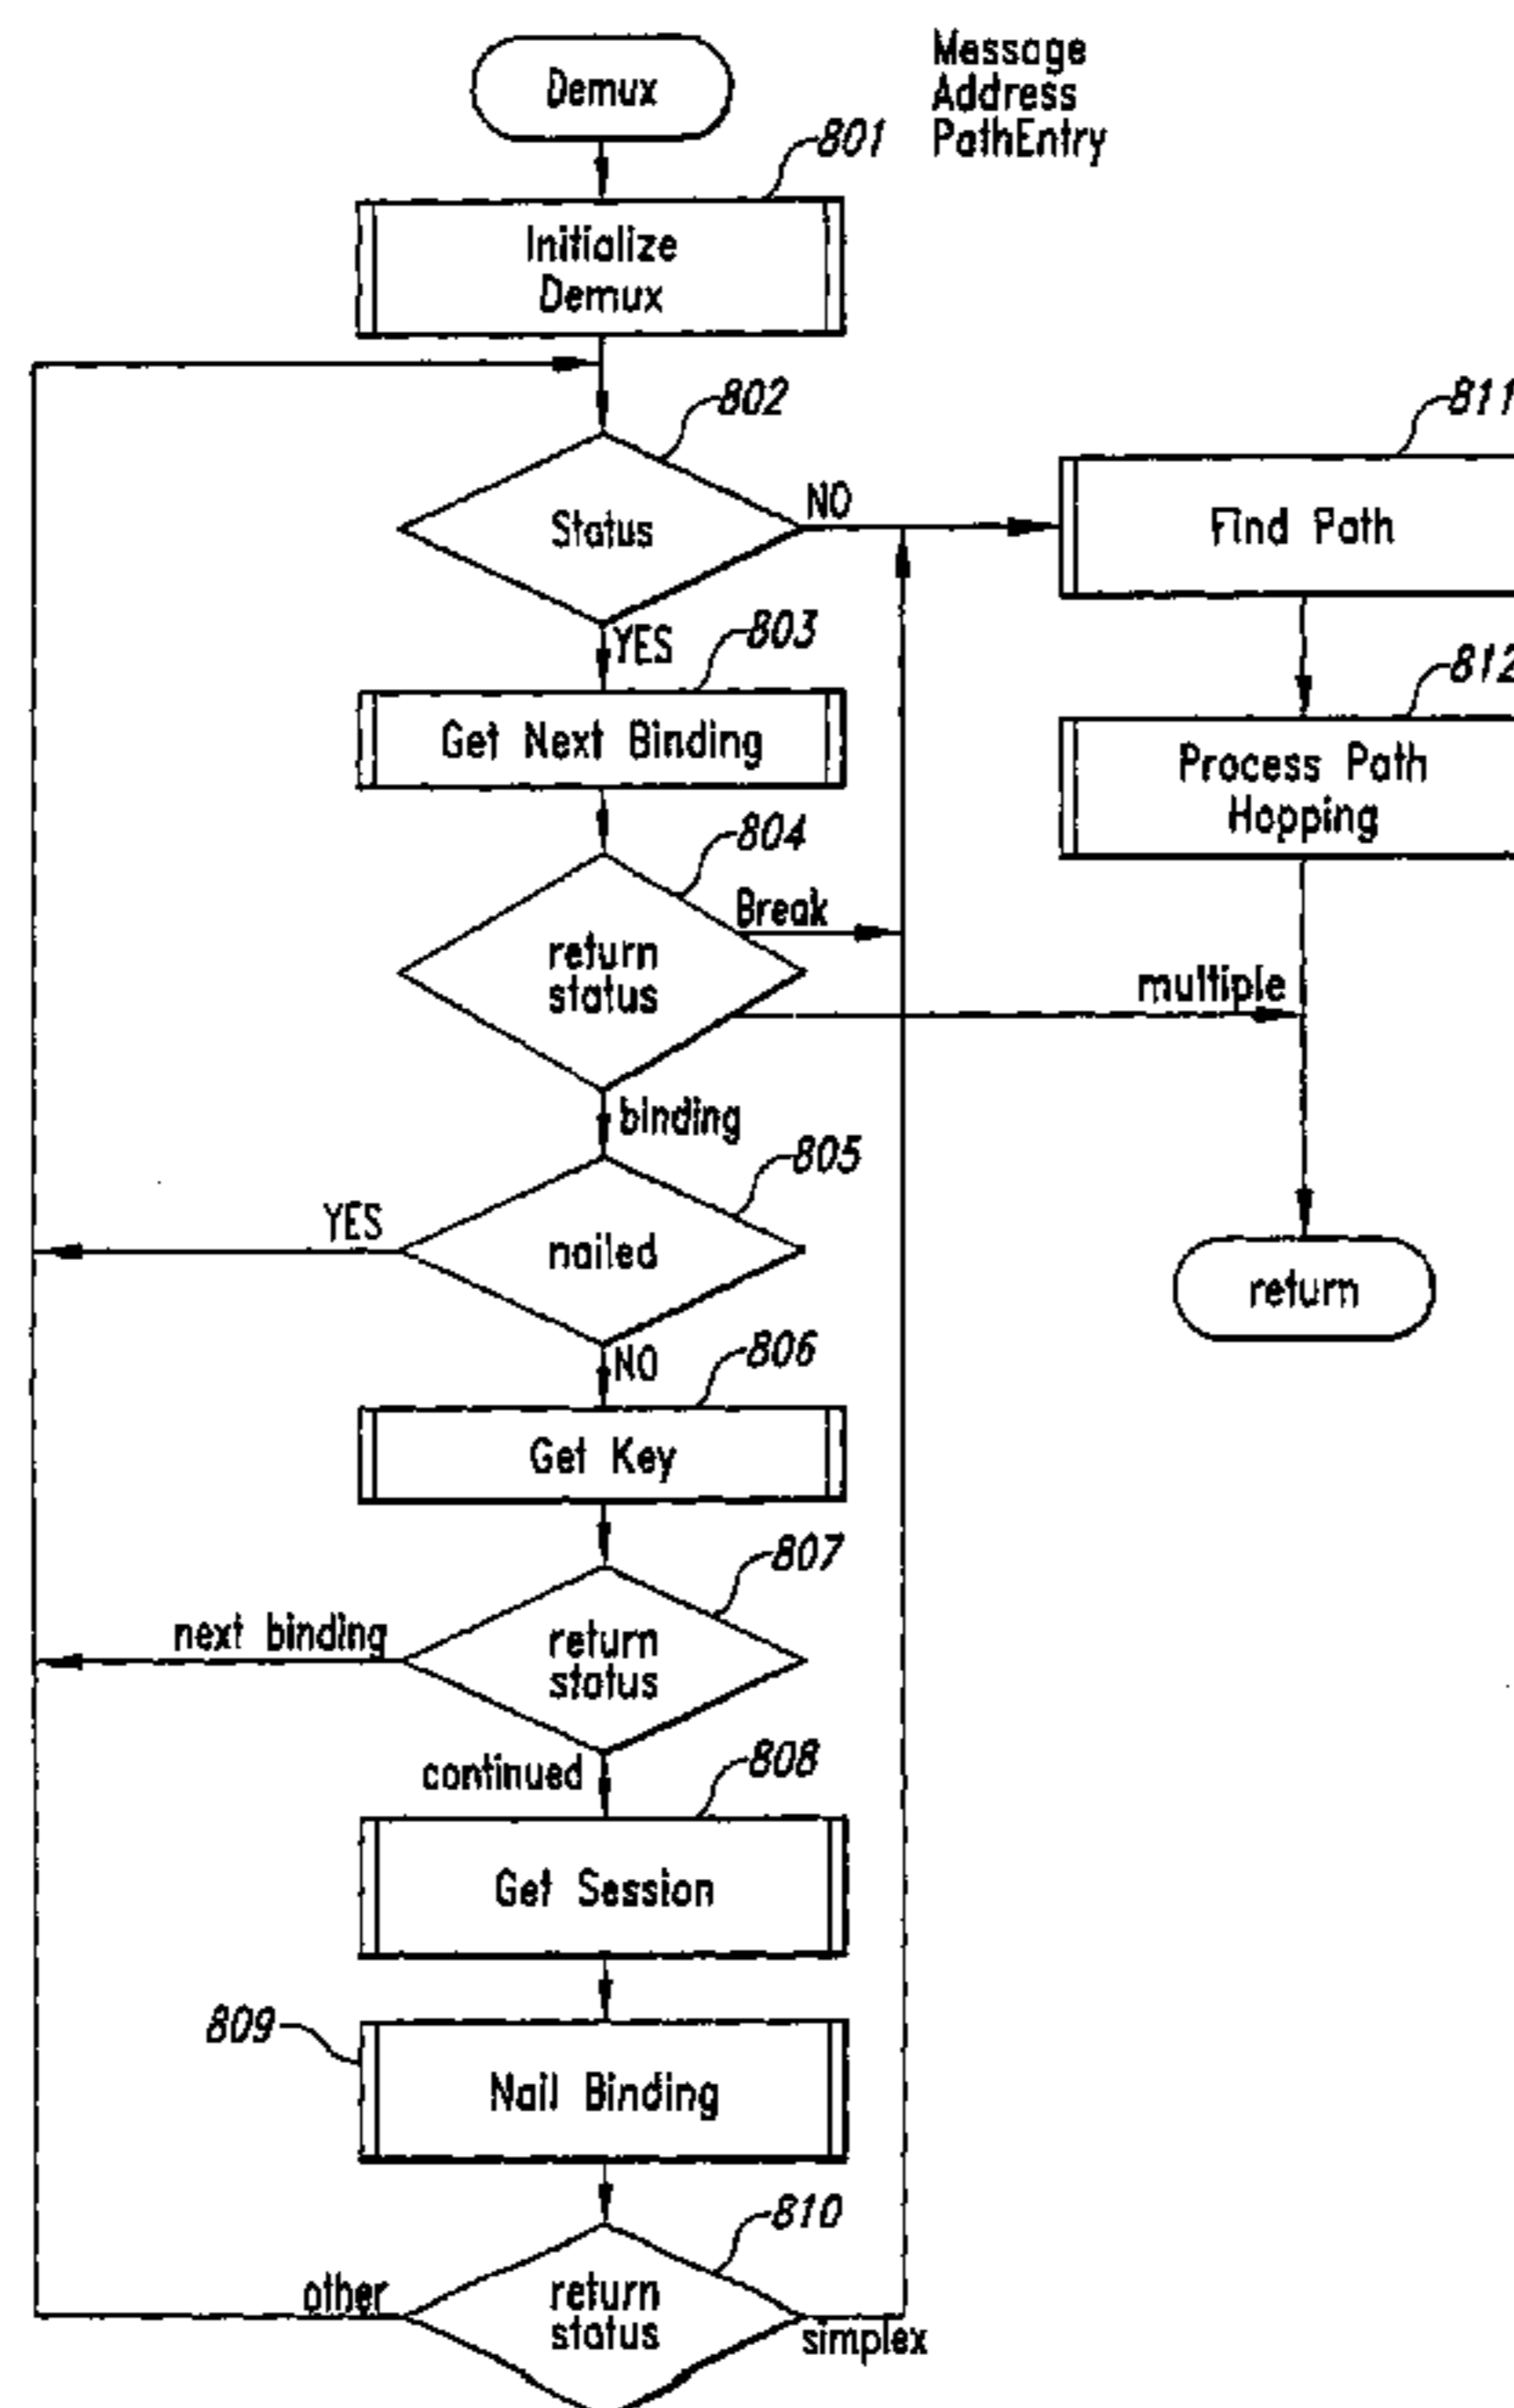 Demux
Message
Address
PathEntry
801
Initialize
Demux
802
811
Status
NO
Find Path
YES
803
812
Get Next Binding
Process Path
Hopping
804
Break
return
status
multiple
binding
805
YES
nailed
return
NO
806
Get Key
807
next binding
return
status
continued
808
Get Session
809
Nail Binding
810
other
return
status
simplex